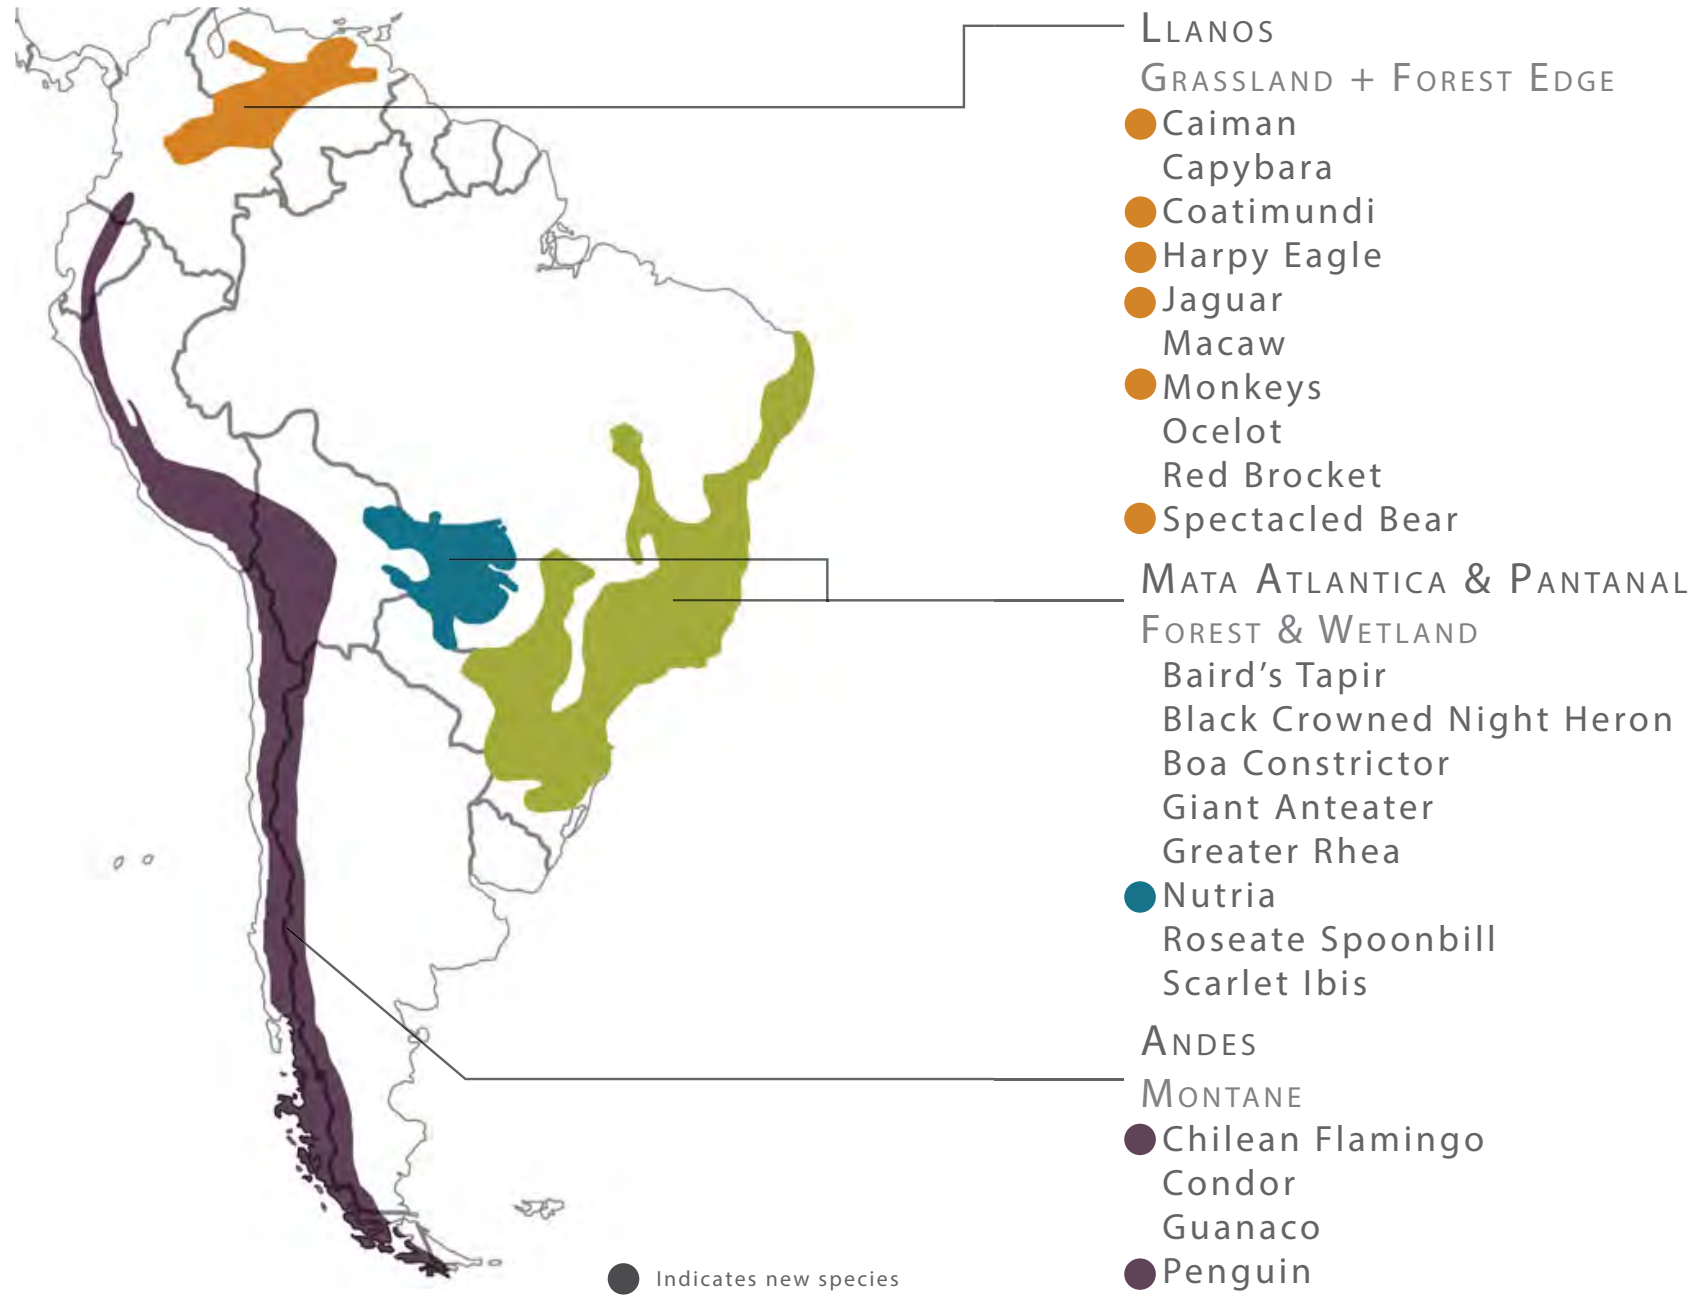 Llanos
Grassland + Forest Edge
Caiman
Capybara
Coatimundi
Harpy Eagle
Jaguar
Macaw
Monkeys
Ocelot
Red Brocket
Spectacled Bear
Mata Atlantica & Pantanal
Forest & Wetland
Baird's Tapir
Black Crowned Night Heron
Boa Constrictor
Giant Anteater
Greater Rhea
Nutria
Roseate Spoonbill
Scarlet Ibis
Andes
Montane
Chilean Flamingo
Condor
Guanaco
Penguin
Indicates new species